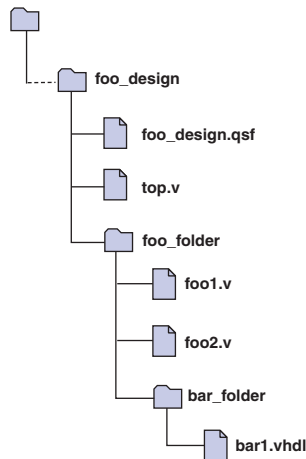 foo_design
foo_design.qsf
top.v
foo_folder
foo1.v
foo2.v
bar_folder
bar1.vhdl